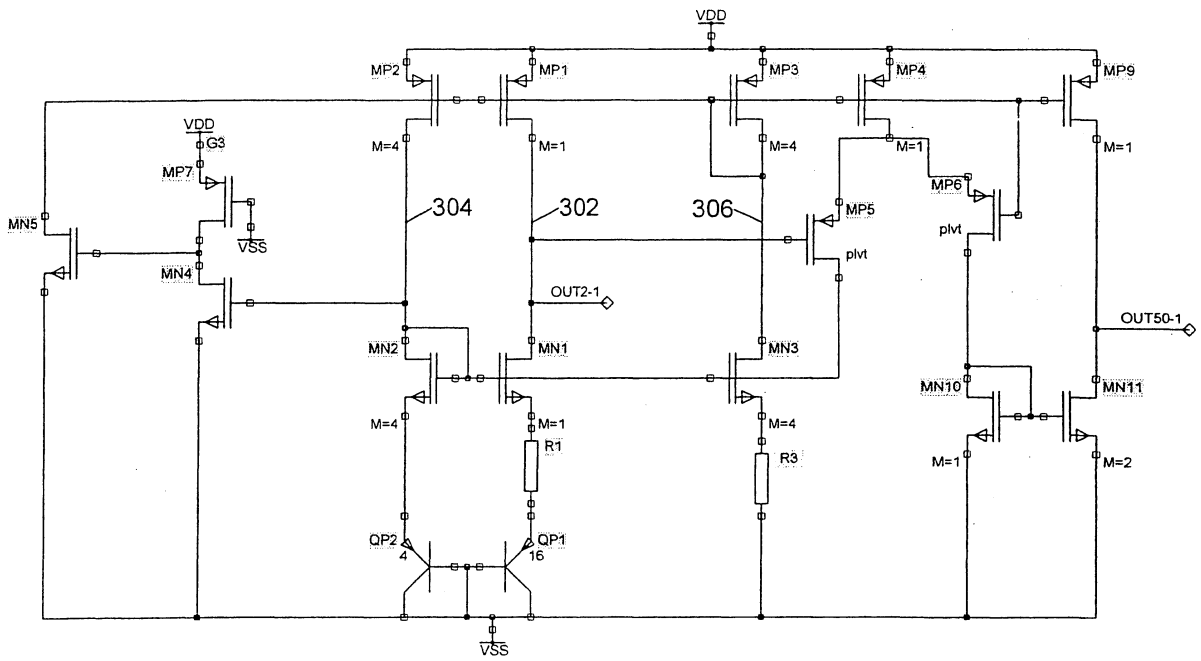 VDD
MP2
MP1
MP3
MP4
MP9
VDD
G3
M=4
M=1
M=4
M=1
M=1
MP7
MP6
304
302
306
MP5
MN5
VSS
plvt
plvt
MN4
OUT2-1
OUT50-1
MN2
MN1
MN3
MN10
MN11
M=4
M=1
M=4
R1
R3
M=1
M=2
QP2
4
QP1
16
VSS